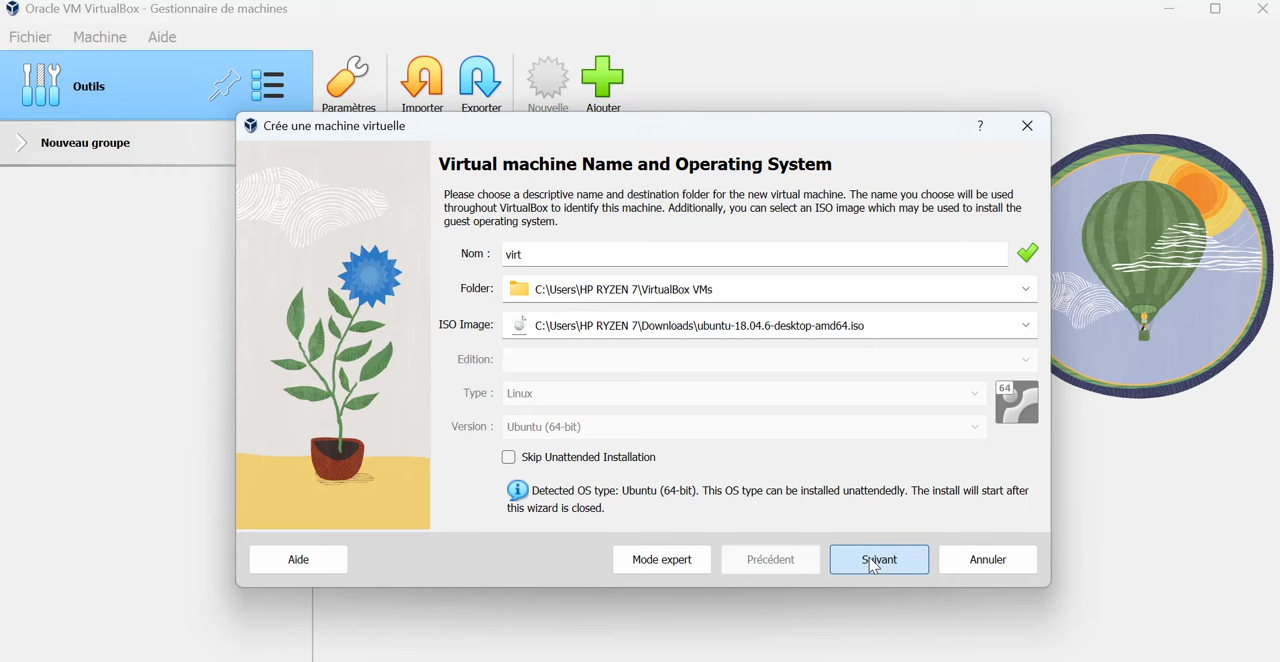 Oracle VM VirtualBox - Gestionnaire de machines
Fichier Machine Aide
Outils
Paramètres Importer Exporter Nouvelle Ajouter
Nouveau groupe
Crée une machine virtuelle ?
Virtual machine Name and Operating System
Please choose a descriptive name and destination folder for the new virtual machine. The name you choose will be used
throughout VirtualBox to identify this machine. Additionally, you can select an ISO image which may be used to install the
guest operating system.
Nom : virt
Folder: C:\Users\HP RYZEN 7\VirtualBox VMs
ISO Image: C:\Users\HP RYZEN 7\Downloads\ubuntu-18.04.6-desktop-amd64.iso
Edition:
Type : Linux 64
Version : Ubuntu (64-bit)
Skip Unattended Installation
Detected OS type: Ubuntu (64-bit). This OS type can be installed unattendedly. The install will start after
this wizard is closed.
Aide Mode expert Précédent Suivant Annuler